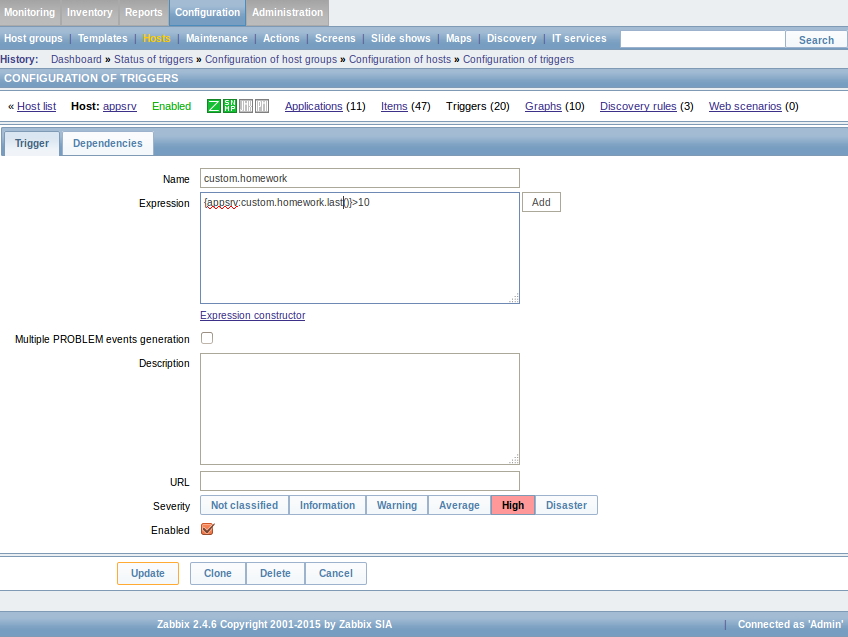 Monitoring Inventory Reports Configuration Administration
Host groups | Templates | Hosts | Maintenance | Actions | Screens | Slide shows | Maps | Discovery | IT services Search
History: Dashboard » Status of triggers » Configuration of host groups » Configuration of hosts » Configuration of triggers
CONFIGURATION OF TRIGGERS
« Host list Host: appsrv Enabled Z SNMP JMX IPMI Applications (11) Items (47) Triggers (20) Graphs (10) Discovery rules (3) Web scenarios (0)
Trigger Dependencies
Name custom.homework
Expression {appsrv:custom.homework.last()}>10 Add
Expression constructor
Multiple PROBLEM events generation
Description
URL
Severity Not classified Information Warning Average High Disaster
Enabled
Update Clone Delete Cancel
Zabbix 2.4.6 Copyright 2001-2015 by Zabbix SIA | Connected as 'Admin'